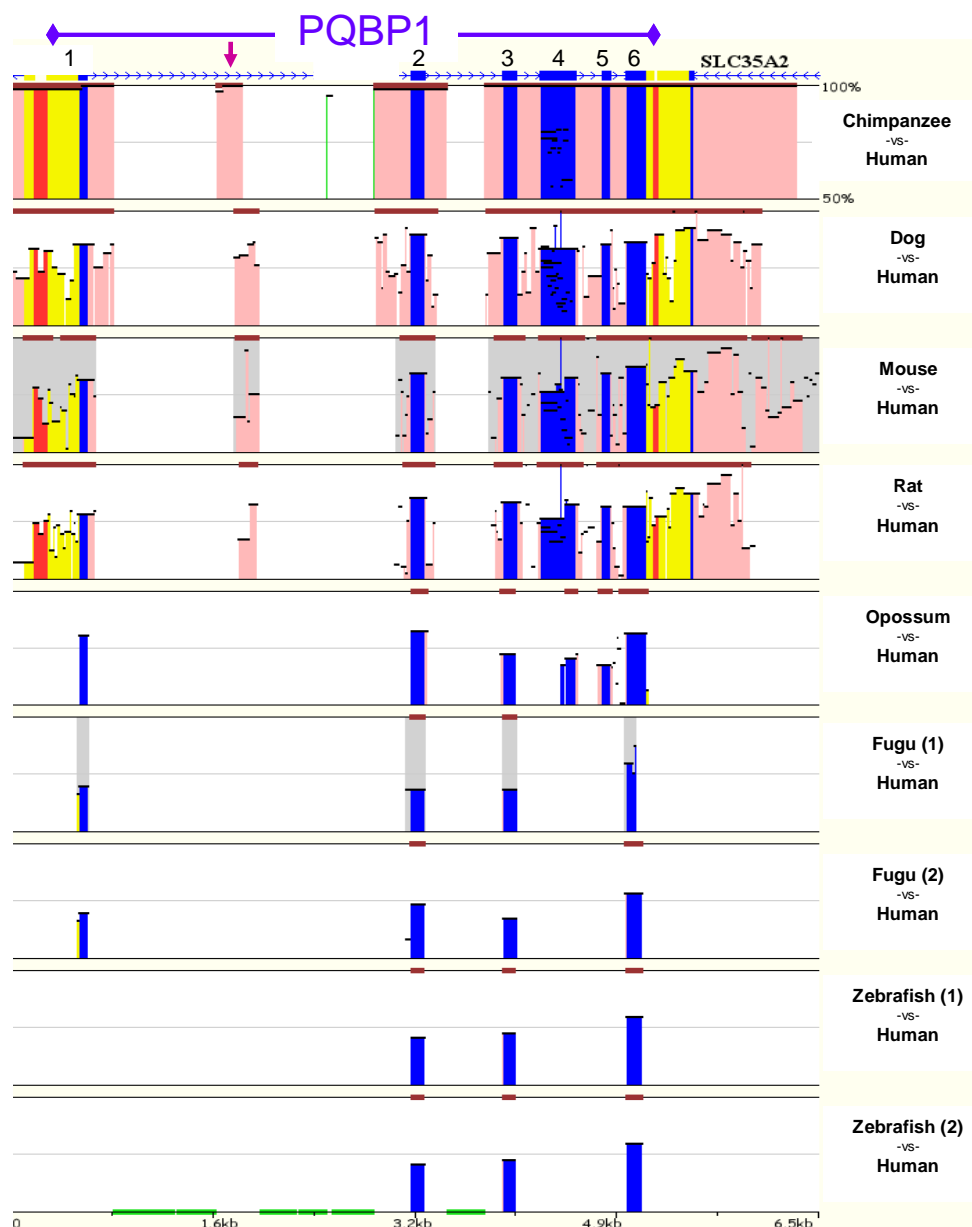 PQBP1
1 2 3 4 5 6 SLC35A2
100%
Chimpanzee
-vs-
Human
50%
Dog
-vs-
Human
Mouse
-vs-
Human
Rat
-vs-
Human
Opossum
-vs-
Human
Fugu (1)
-vs-
Human
Fugu (2)
-vs-
Human
Zebrafish (1)
-vs-
Human
Zebrafish (2)
-vs-
Human
0 1.6kb 3.2kb 4.9kb 6.5kb